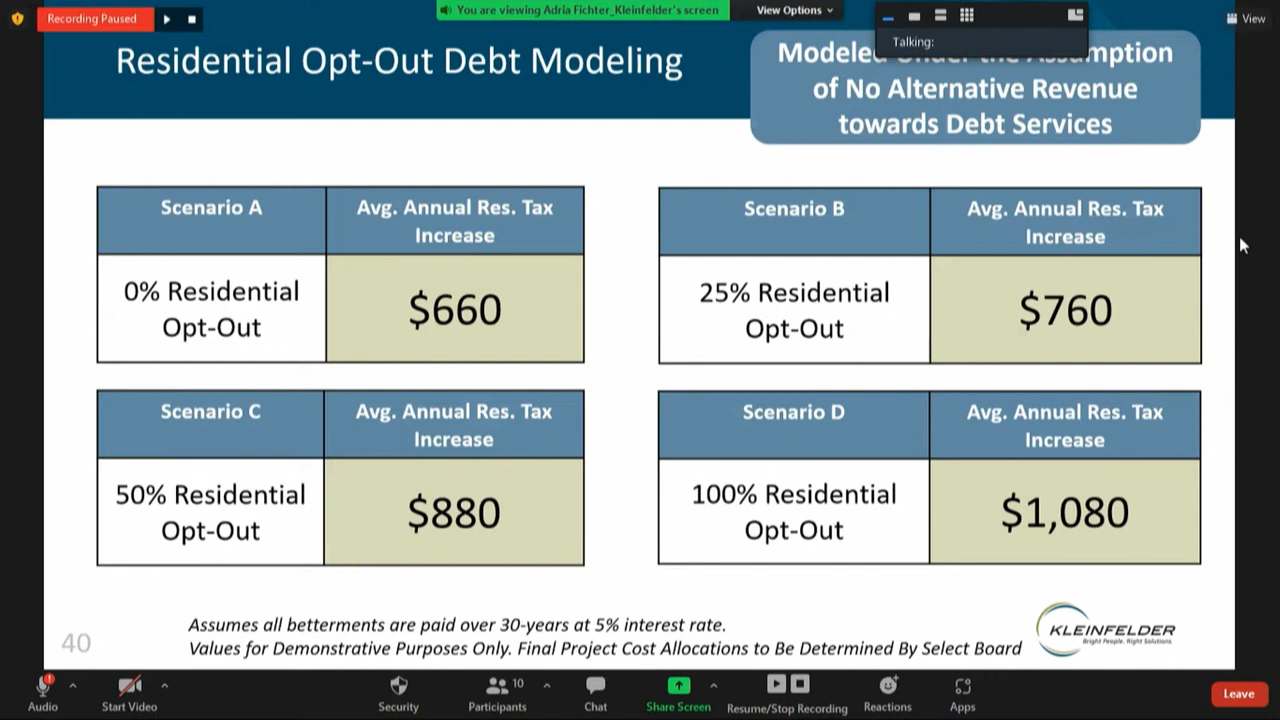 Recording Paused
You are viewing Adria Fichter_Kleinfelder's screen
View Options
View
Talking:
Residential Opt-Out Debt Modeling
Modeled Under the Assumption
of No Alternative Revenue
towards Debt Services
Scenario A
Avg. Annual Res. Tax
Increase
0% Residential
Opt-Out
$660
Scenario B
Avg. Annual Res. Tax
Increase
25% Residential
Opt-Out
$760
Scenario C
Avg. Annual Res. Tax
Increase
50% Residential
Opt-Out
$880
Scenario D
Avg. Annual Res. Tax
Increase
100% Residential
Opt-Out
$1,080
Assumes all betterments are paid over 30-years at 5% interest rate.
Values for Demonstrative Purposes Only. Final Project Cost Allocations to Be Determined By Select Board
40
KLEINFELDER
Bright People. Right Solutions.
Audio
Start Video
Security
10
Participants
Chat
Share Screen
Resume/Stop Recording
Reactions
Apps
Leave